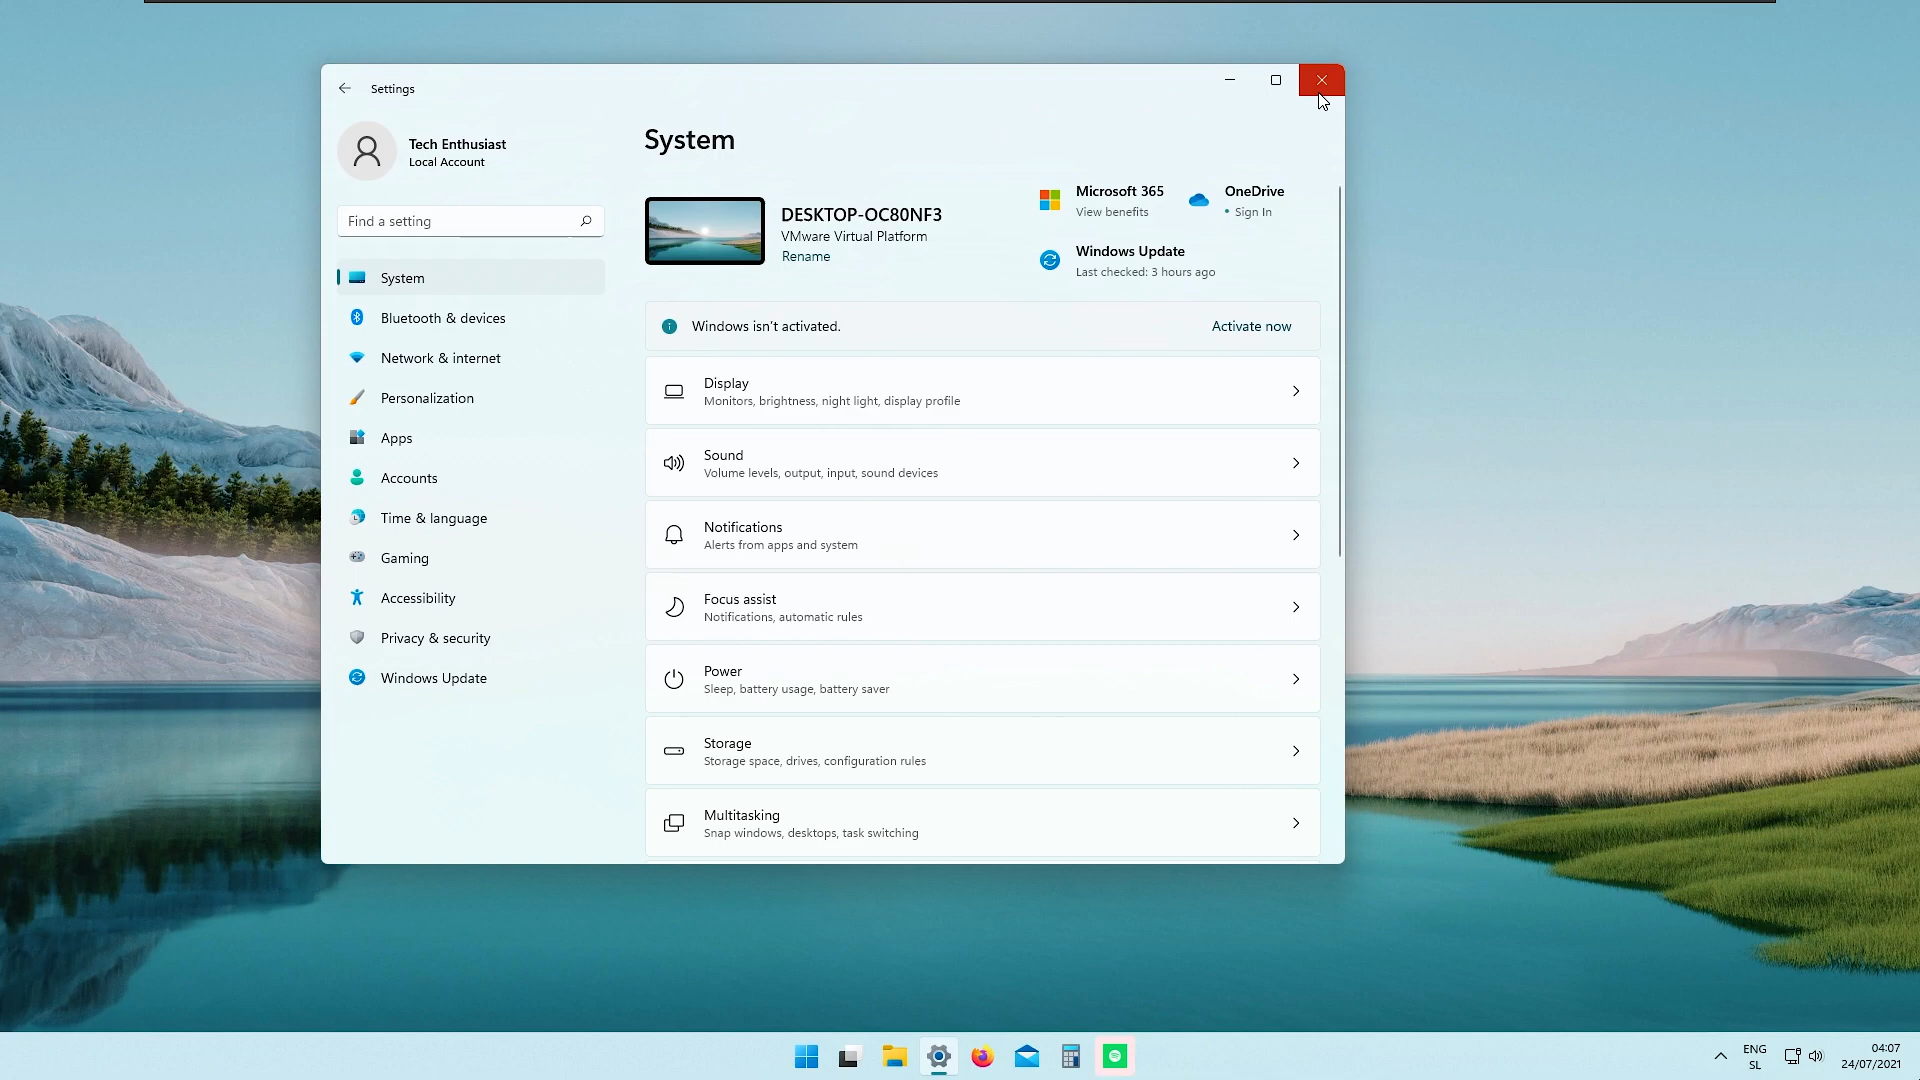 Settings
Tech Enthusiast
Local Account
Find a setting
System
Bluetooth & devices
Network & internet
Personalization
Apps
Accounts
Time & language
Gaming
Accessibility
Privacy & security
Windows Update
System
DESKTOP-OC80NF3
VMware Virtual Platform
Rename
Microsoft 365
View benefits
OneDrive
• Sign In
Windows Update
Last checked: 3 hours ago
Windows isn't activated.
Activate now
Display
Monitors, brightness, night light, display profile
Sound
Volume levels, output, input, sound devices
Notifications
Alerts from apps and system
Focus assist
Notifications, automatic rules
Power
Sleep, battery usage, battery saver
Storage
Storage space, drives, configuration rules
Multitasking
Snap windows, desktops, task switching
ENG
SL
04:07
24/07/2021